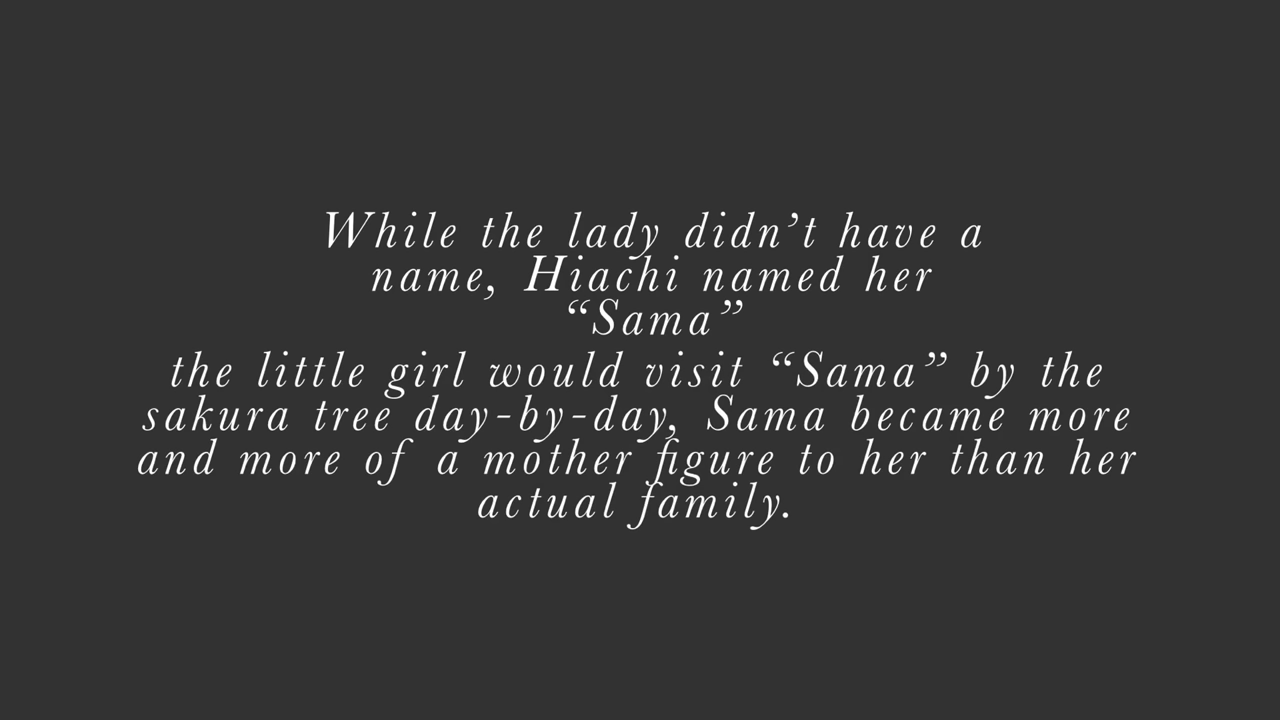 While the lady didn’t have a
name, Hiachi named her
“Sama”
the little girl would visit “Sama” by the
sakura tree day-by-day, Sama became more
and more of a mother figure to her than her
actual family.